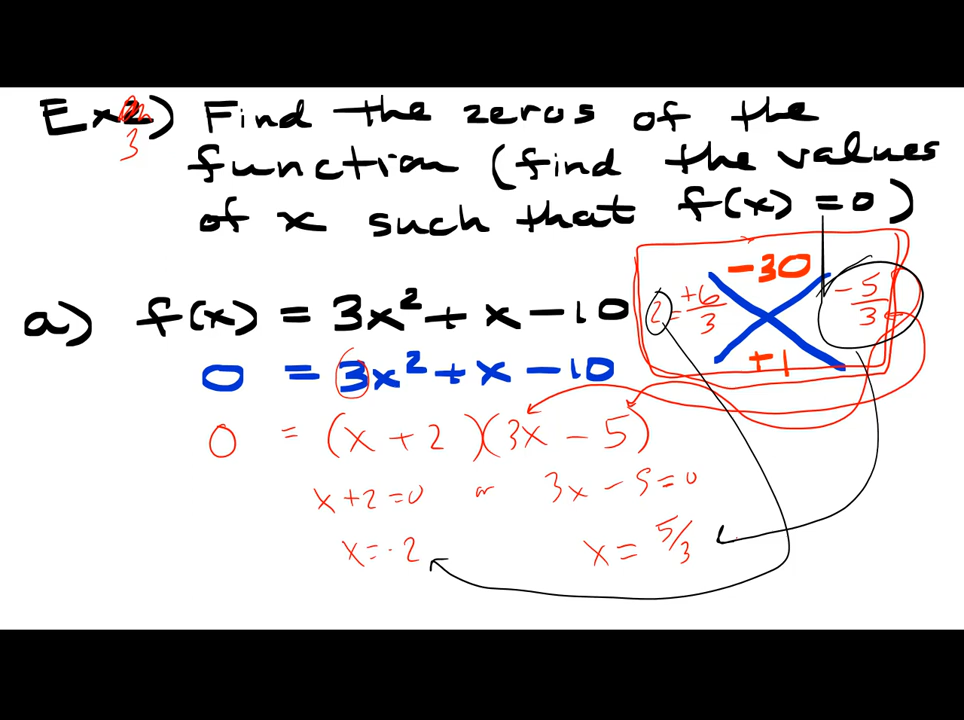 Ex 3) Find the zeros of the
function (find the values
of x such that f(x) = 0)
-30
2 = +6/3
-5/3
+1
a) f(x) = 3x² + x - 10
0 = 3x² + x - 10
0 = (x + 2)(3x - 5)
x + 2 = 0 or 3x - 5 = 0
x = -2 x = 5/3